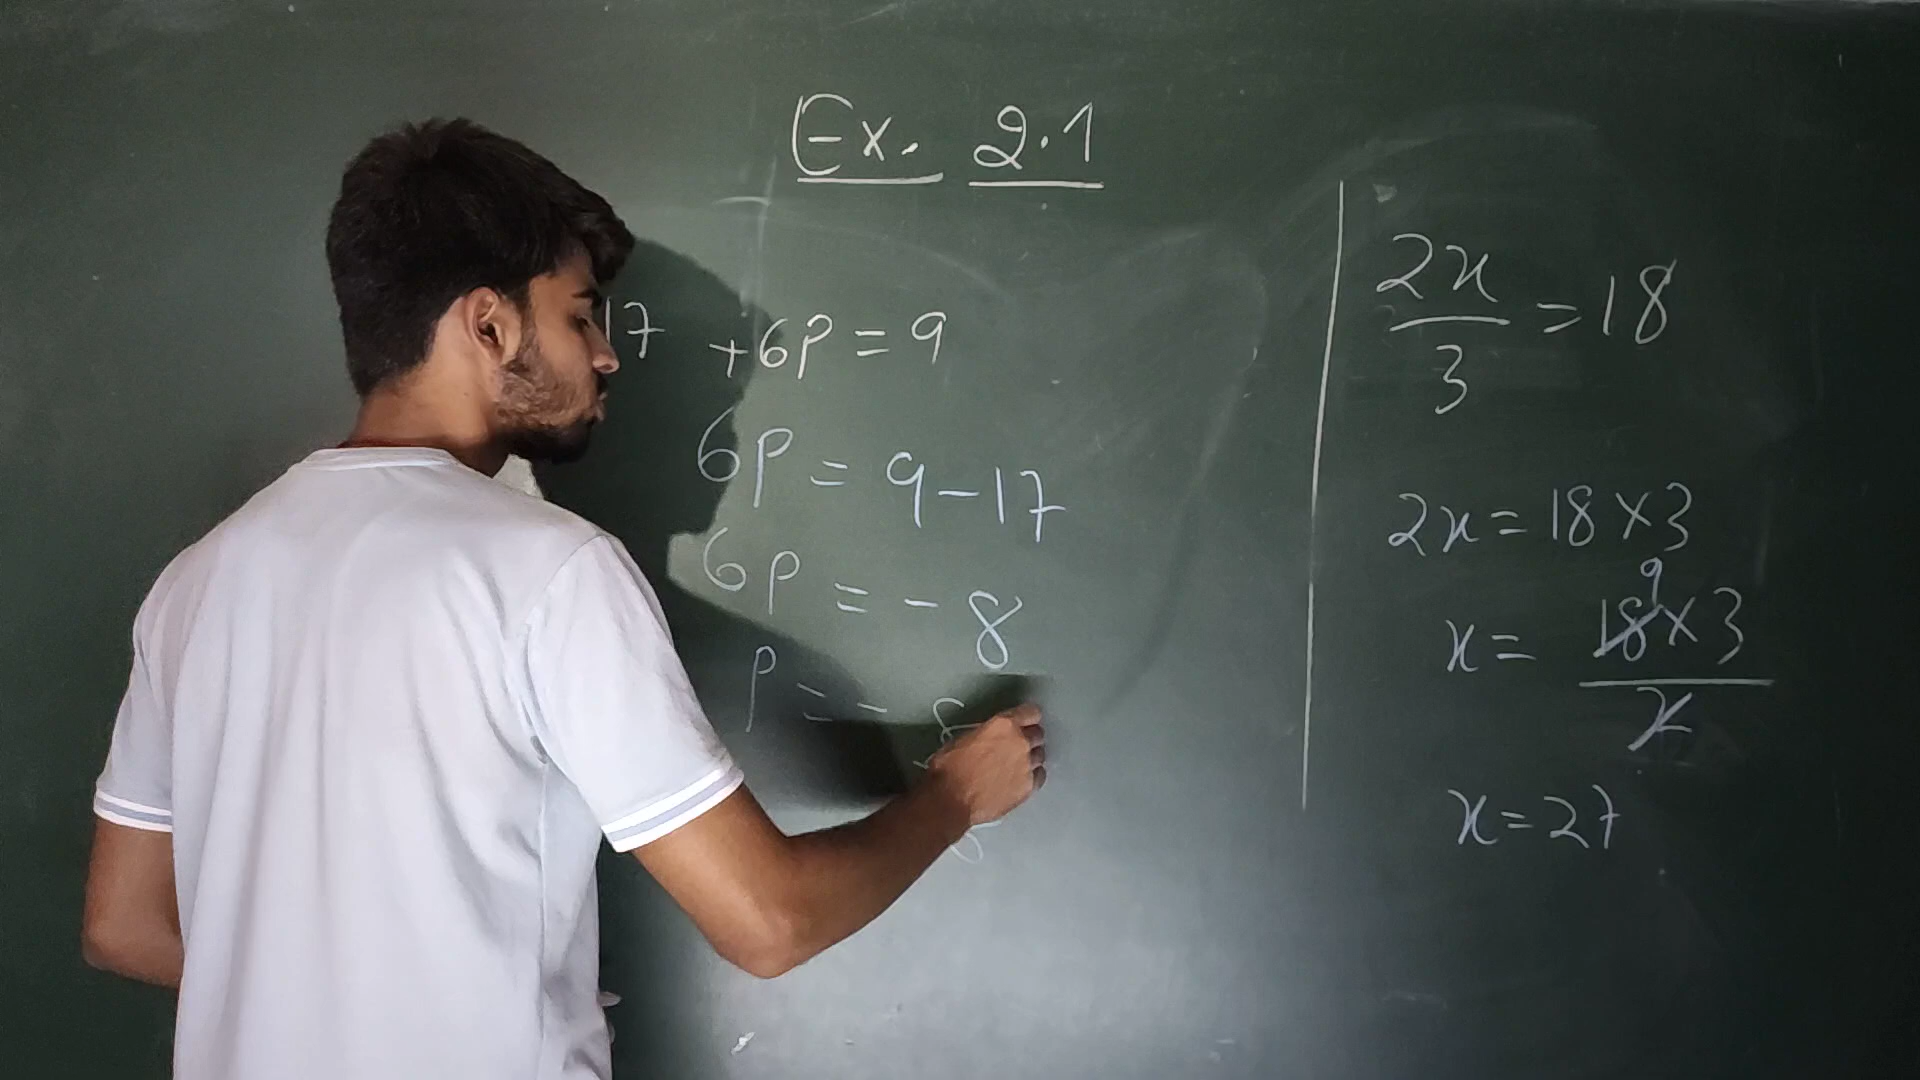 Ex. 2.1
17 +6p = 9
6p = 9-17
6p = - 8
p = - 8
2x/3 = 18
2x = 18 x 3
9
x = 18 x 3 / 2
x = 27